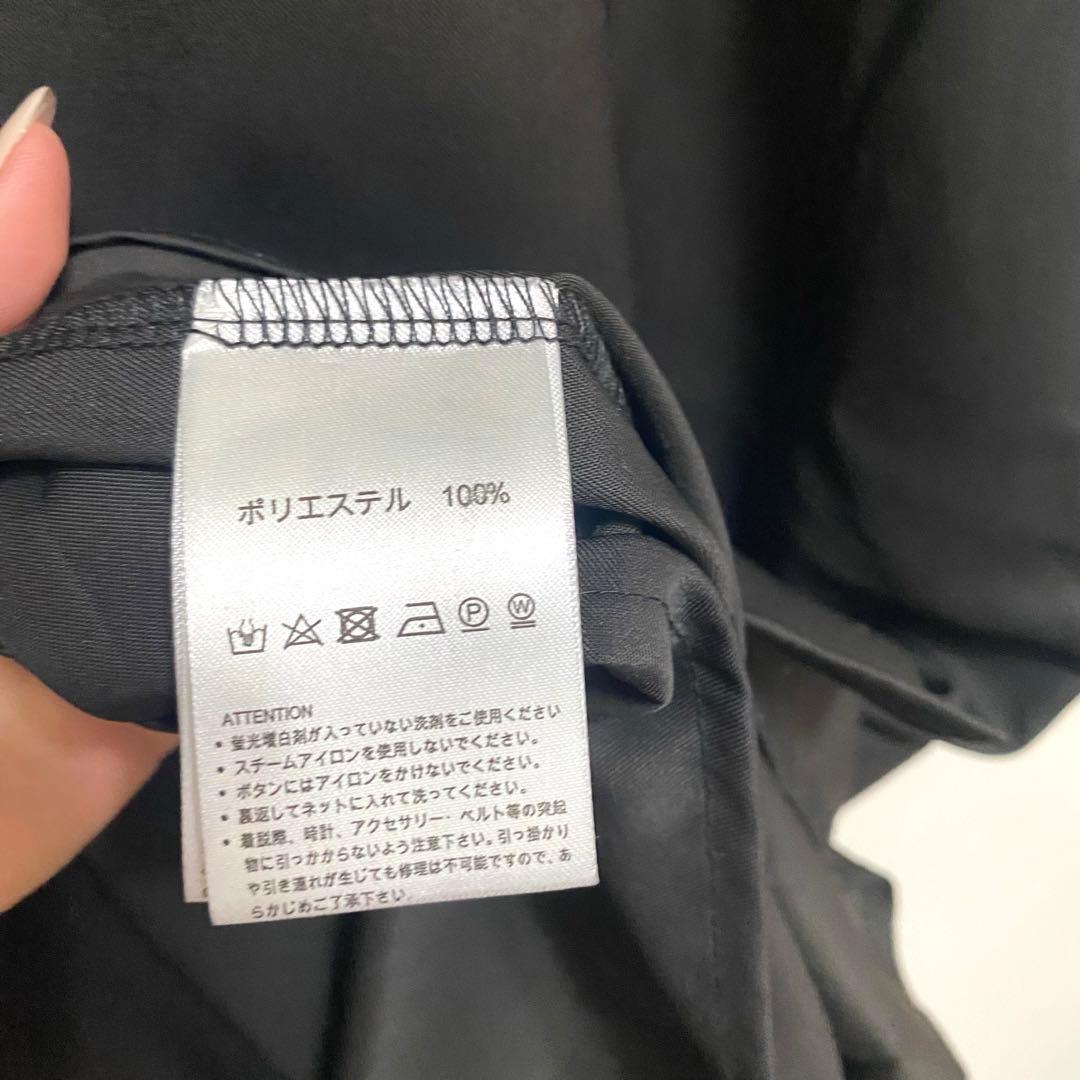 ポリエステル 100%
P W
ATTENTION
• 蛍光増白剤が入っていない洗剤をご使用ください
• スチームアイロンを使用しないでください。
• ボタンにはアイロンをかけないでください。
• 裏返してネットに入れて洗ってください。
• 着脱際、時計、アクセサリー・ベルト等の突起
物に引っかからないよう注意下さい。引っ掛かり
や引き連れが生じても修理は不可能ですので、あ
らかじめご了承下さい。